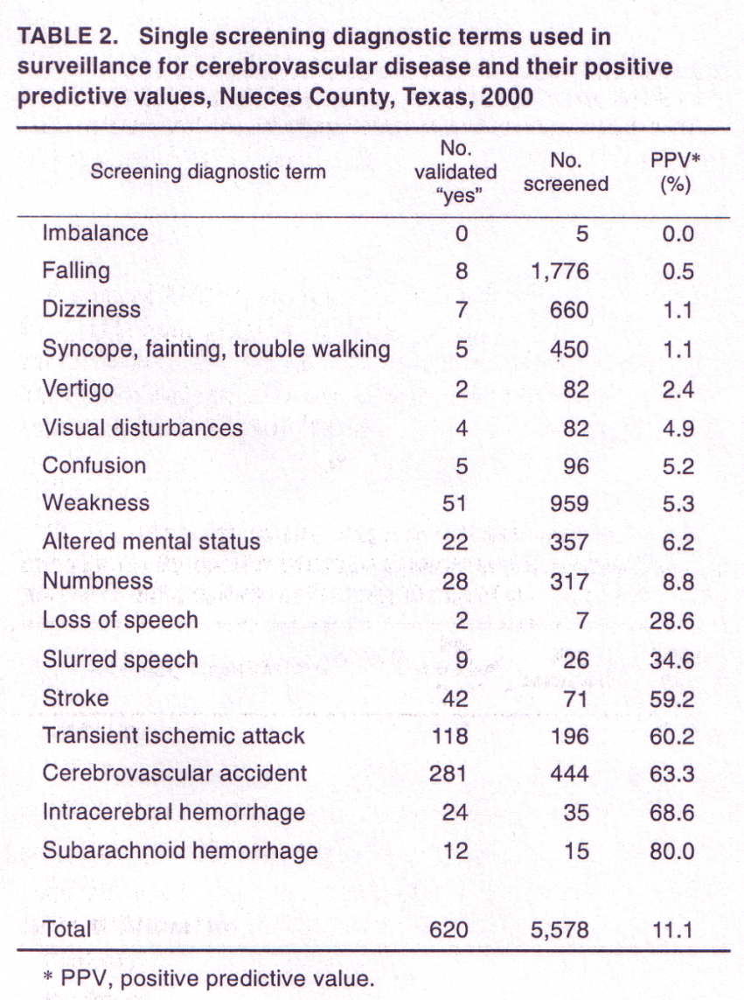 TABLE 2. Single screening diagnostic terms used in
surveillance for cerebrovascular disease and their positive
predictive values, Nueces County, Texas, 2000
Screening diagnostic term No. validated “yes” No. screened PPV* (%)
Imbalance 0 5 0.0
Falling 8 1,776 0.5
Dizziness 7 660 1.1
Syncope, fainting, trouble walking 5 450 1.1
Vertigo 2 82 2.4
Visual disturbances 4 82 4.9
Confusion 5 96 5.2
Weakness 51 959 5.3
Altered mental status 22 357 6.2
Numbness 28 317 8.8
Loss of speech 2 7 28.6
Slurred speech 9 26 34.6
Stroke 42 71 59.2
Transient ischemic attack 118 196 60.2
Cerebrovascular accident 281 444 63.3
Intracerebral hemorrhage 24 35 68.6
Subarachnoid hemorrhage 12 15 80.0
Total 620 5,578 11.1
* PPV, positive predictive value.